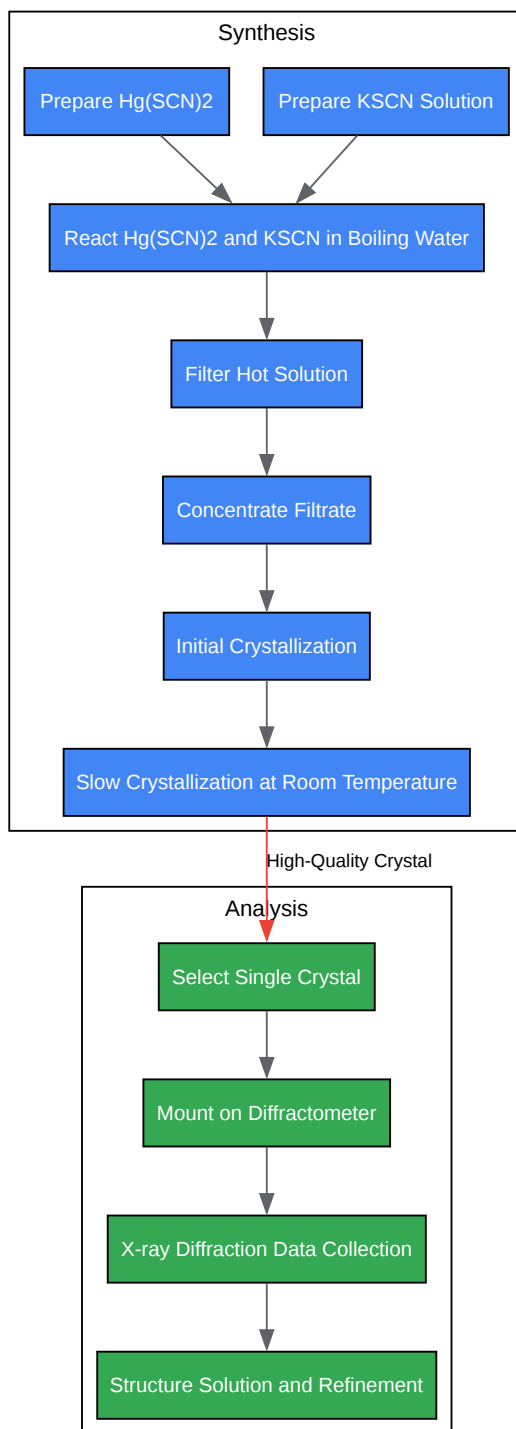 Synthesis
Prepare Hg(SCN)2
Prepare KSCN Solution
React Hg(SCN)2 and KSCN in Boiling Water
Filter Hot Solution
Concentrate Filtrate
Initial Crystallization
Slow Crystallization at Room Temperature
High-Quality Crystal
Analysis
Select Single Crystal
Mount on Diffractometer
X-ray Diffraction Data Collection
Structure Solution and Refinement